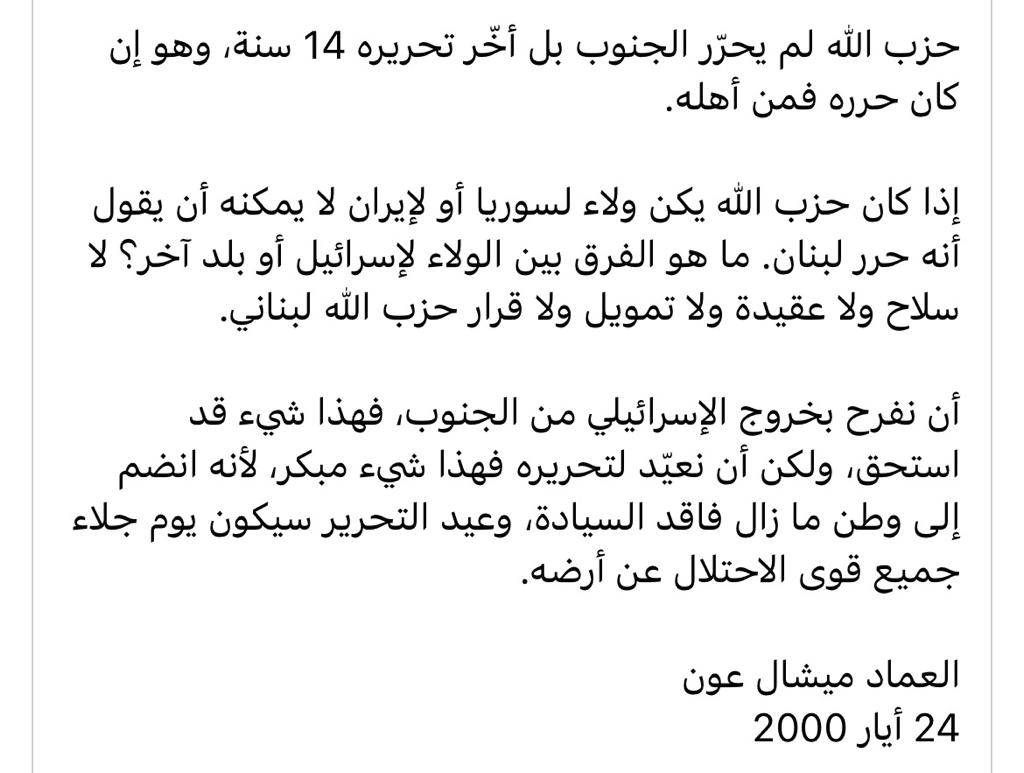 حزب الله لم يحرّر الجنوب بل أخّر تحريره 14 سنة، وهو إن
كان حرره فمن أهله.
إذا كان حزب الله يكن ولاء لسوريا أو لإيران لا يمكنه أن يقول
أنه حرر لبنان. ما هو الفرق بين الولاء لإسرائيل أو بلد آخر؟ لا
سلاح ولا عقيدة ولا تمويل ولا قرار حزب الله لبناني.
أن نفرح بخروج الإسرائيلي من الجنوب، فهذا شيء قد
استحق، ولكن أن نعيّد لتحريره فهذا شيء مبكر، لأنه انضم
إلى وطن ما زال فاقد السيادة، وعيد التحرير سيكون يوم جلاء
جميع قوى الاحتلال عن أرضه.
العماد ميشال عون
24 أيار 2000